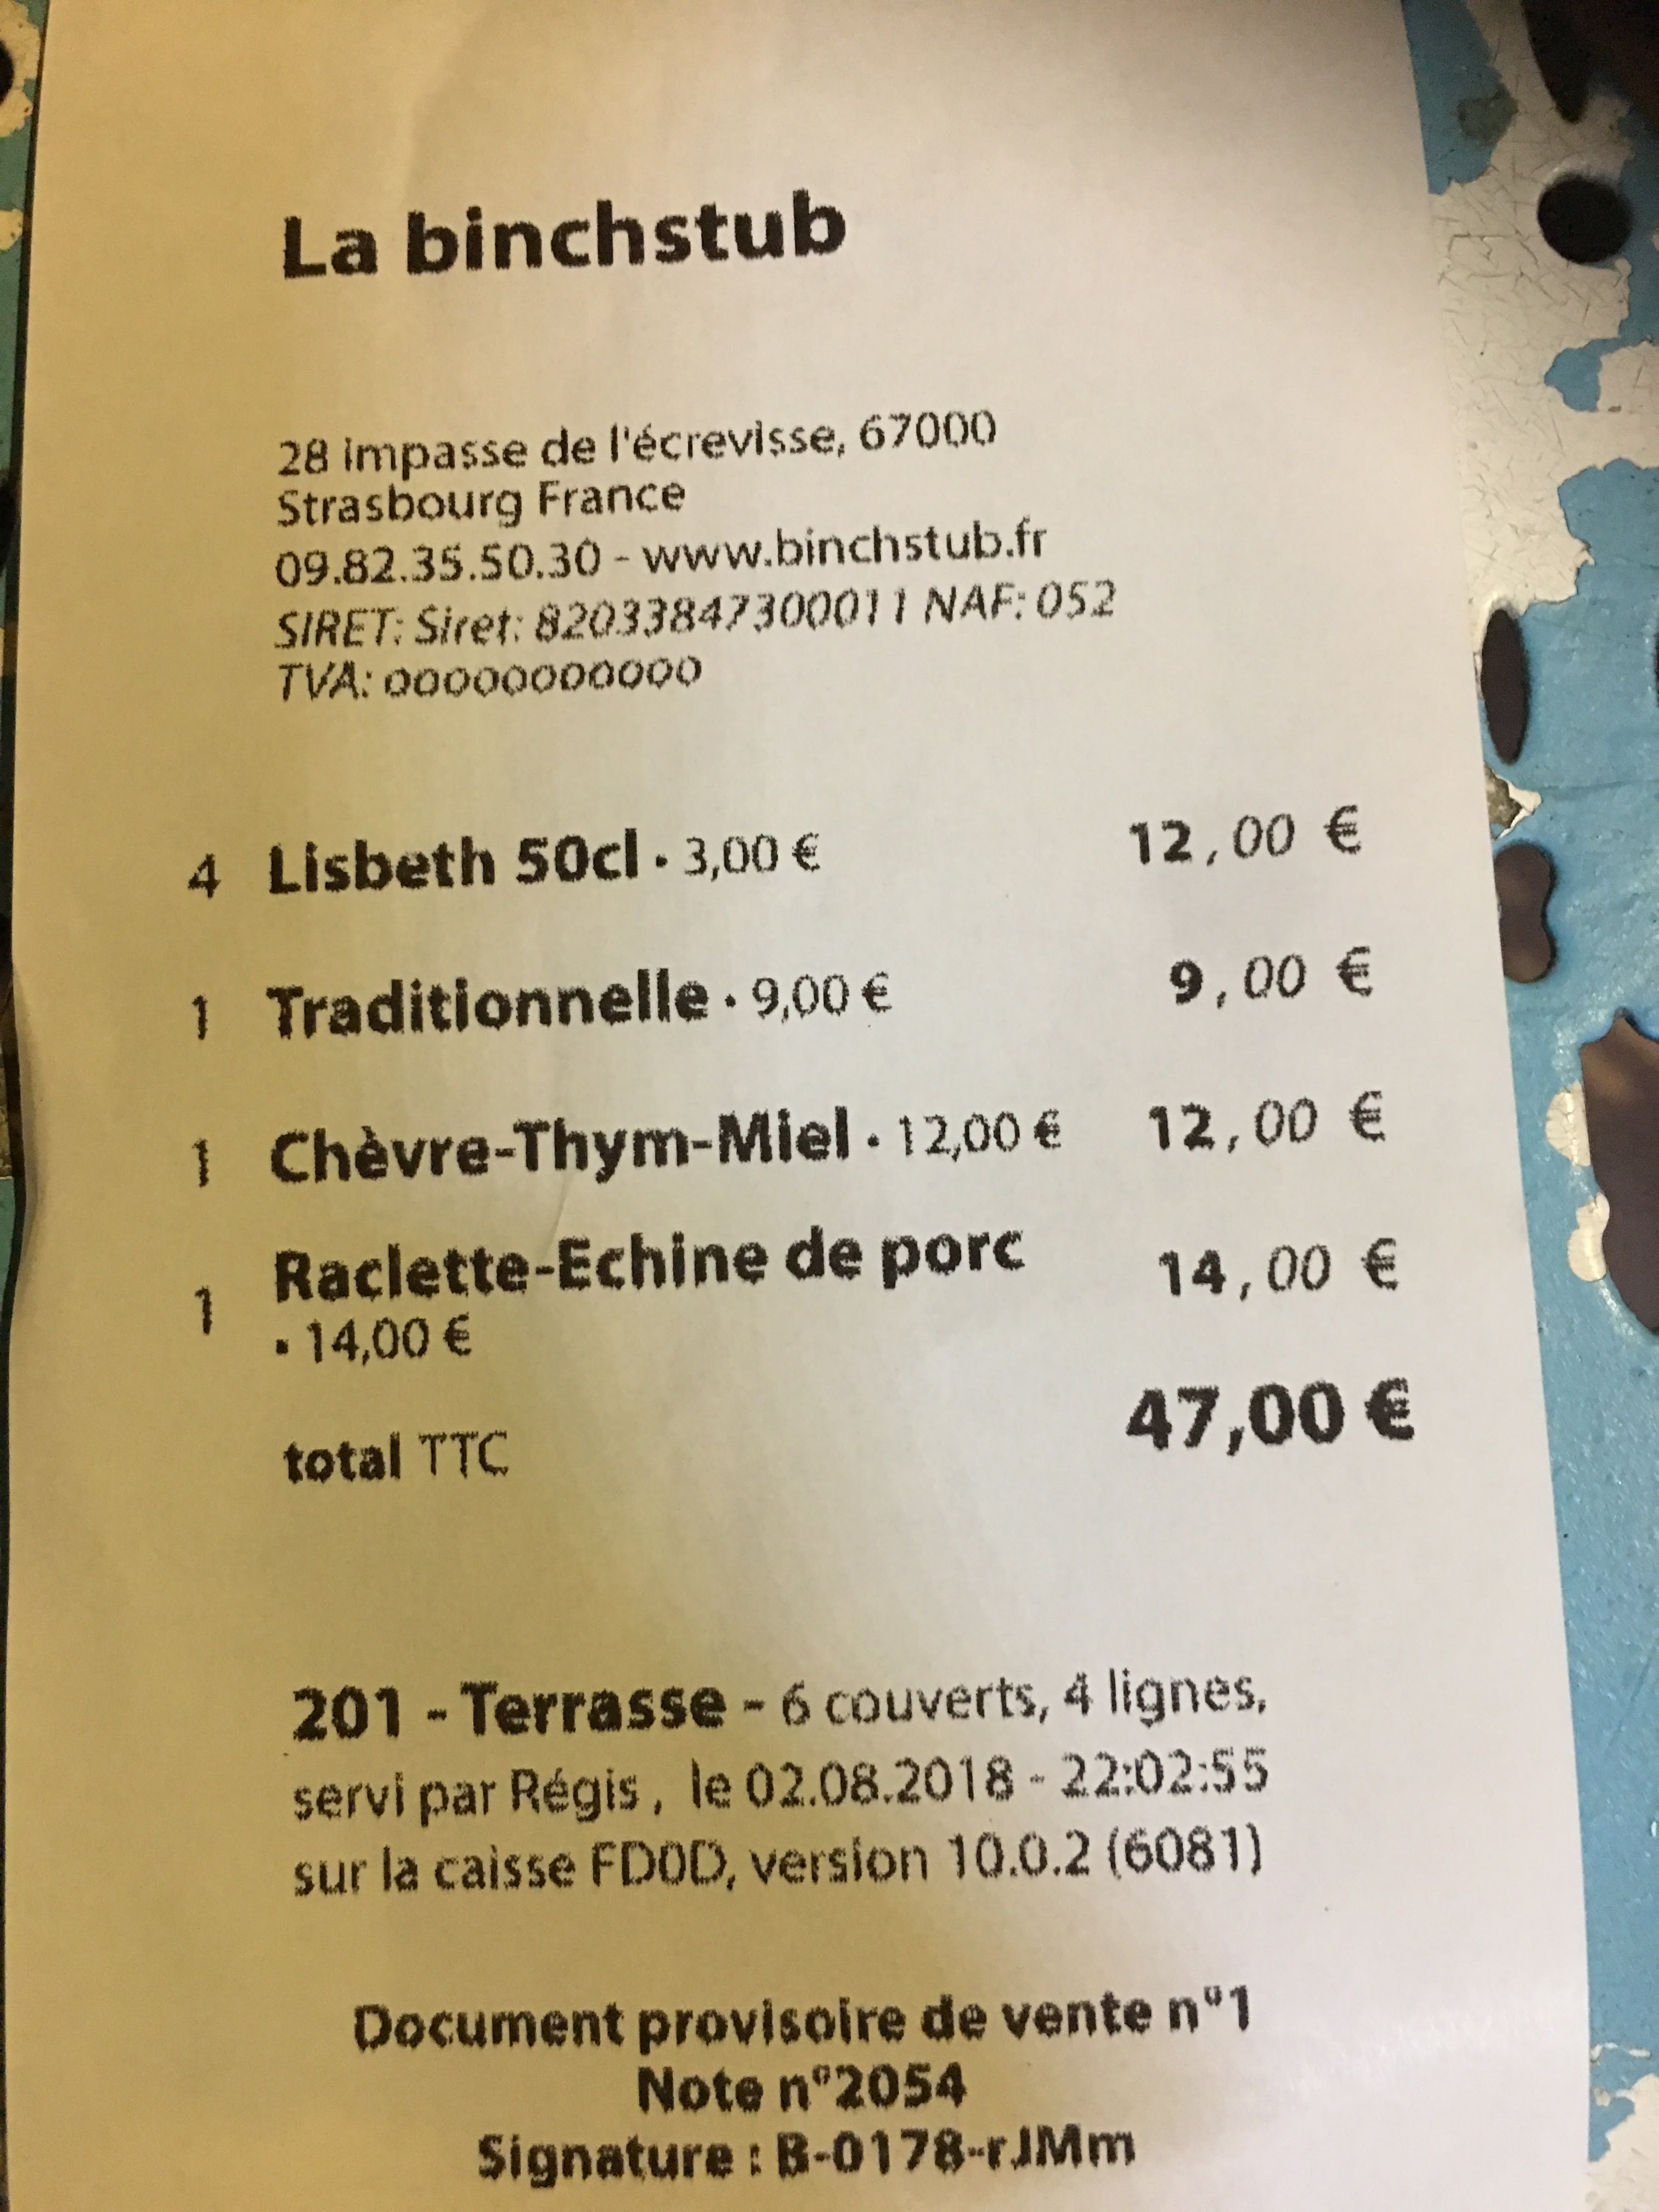 La binchstub
28 impasse de l'écrevisse, 67000
Strasbourg France
09.82.35.50.30 - www.binchstub.fr
SIRET: Siret: 82033847300011 NAF: 052
TVA: 00000000000
4 Lisbeth 50cl · 3,00 € 12,00 €
1 Traditionnelle · 9,00 € 9,00 €
1 Chèvre-Thym-Miel · 12,00 € 12,00 €
1 Raclette-Echine de porc 14,00 €
· 14,00 €
total TTC 47,00 €
201 - Terrasse - 6 couverts, 4 lignes,
servi par Régis , le 02.08.2018 - 22:02:55
sur la caisse FD0D, version 10.0.2 (6081)
Document provisoire de vente n°1
Note n°2054
Signature : B-0178-rJMm